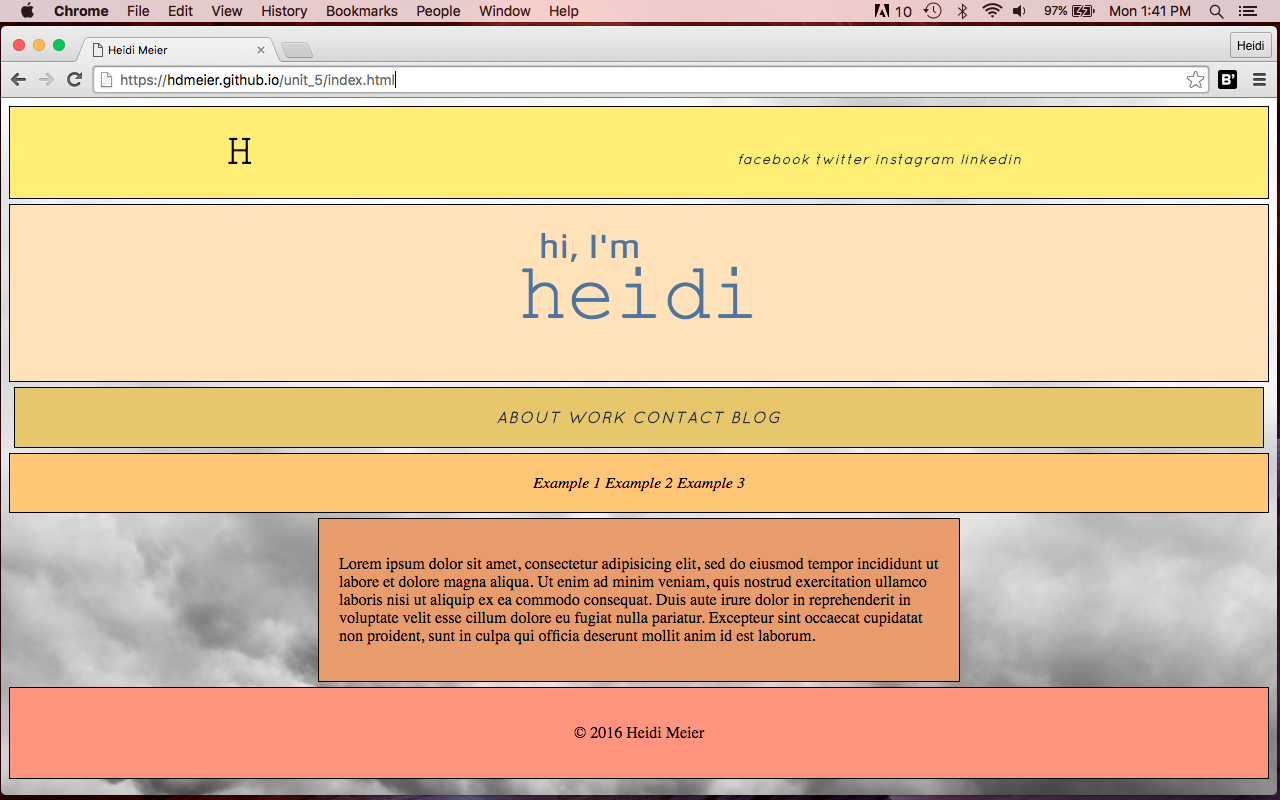 Chrome File Edit View History Bookmarks People Window Help 10 97% Mon 1:41 PM
Heidi Meier Heidi
https://hdmeier.github.io/unit_5/index.html B'
H facebook twitter instagram linkedin
hi, I'm
heidi
ABOUT WORK CONTACT BLOG
Example 1 Example 2 Example 3
Lorem ipsum dolor sit amet, consectetur adipisicing elit, sed do eiusmod tempor incididunt ut
labore et dolore magna aliqua. Ut enim ad minim veniam, quis nostrud exercitation ullamco
laboris nisi ut aliquip ex ea commodo consequat. Duis aute irure dolor in reprehenderit in
voluptate velit esse cillum dolore eu fugiat nulla pariatur. Excepteur sint occaecat cupidatat
non proident, sunt in culpa qui officia deserunt mollit anim id est laborum.
© 2016 Heidi Meier